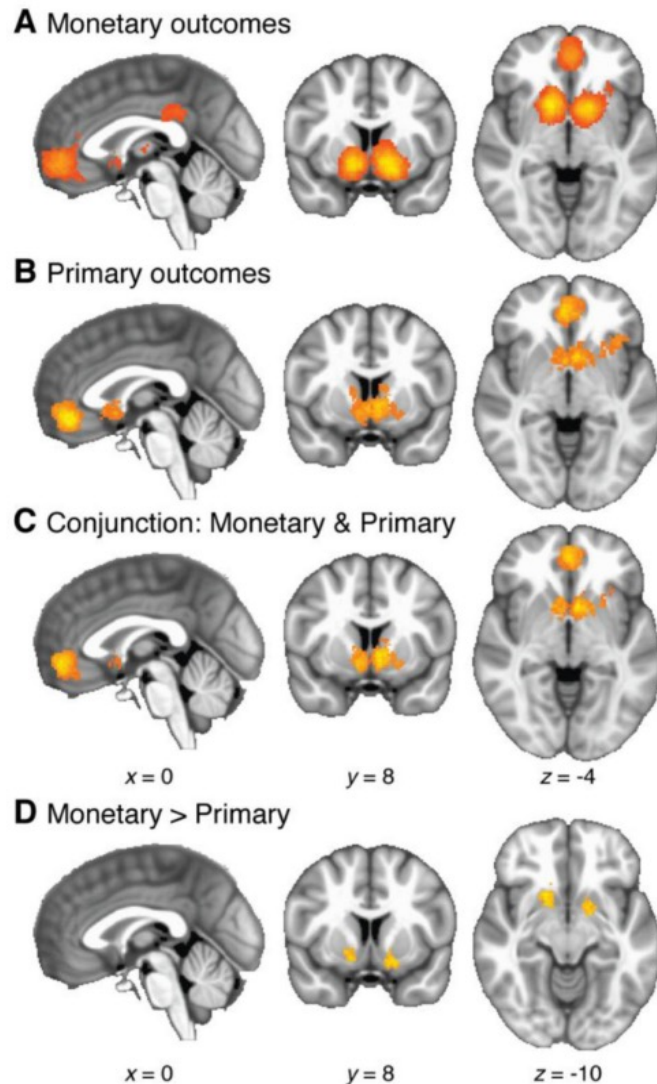 A Monetary outcomes
B Primary outcomes
C Conjunction: Monetary & Primary
x = 0 y = 8 z = -4
D Monetary > Primary
x = 0 y = 8 z = -10